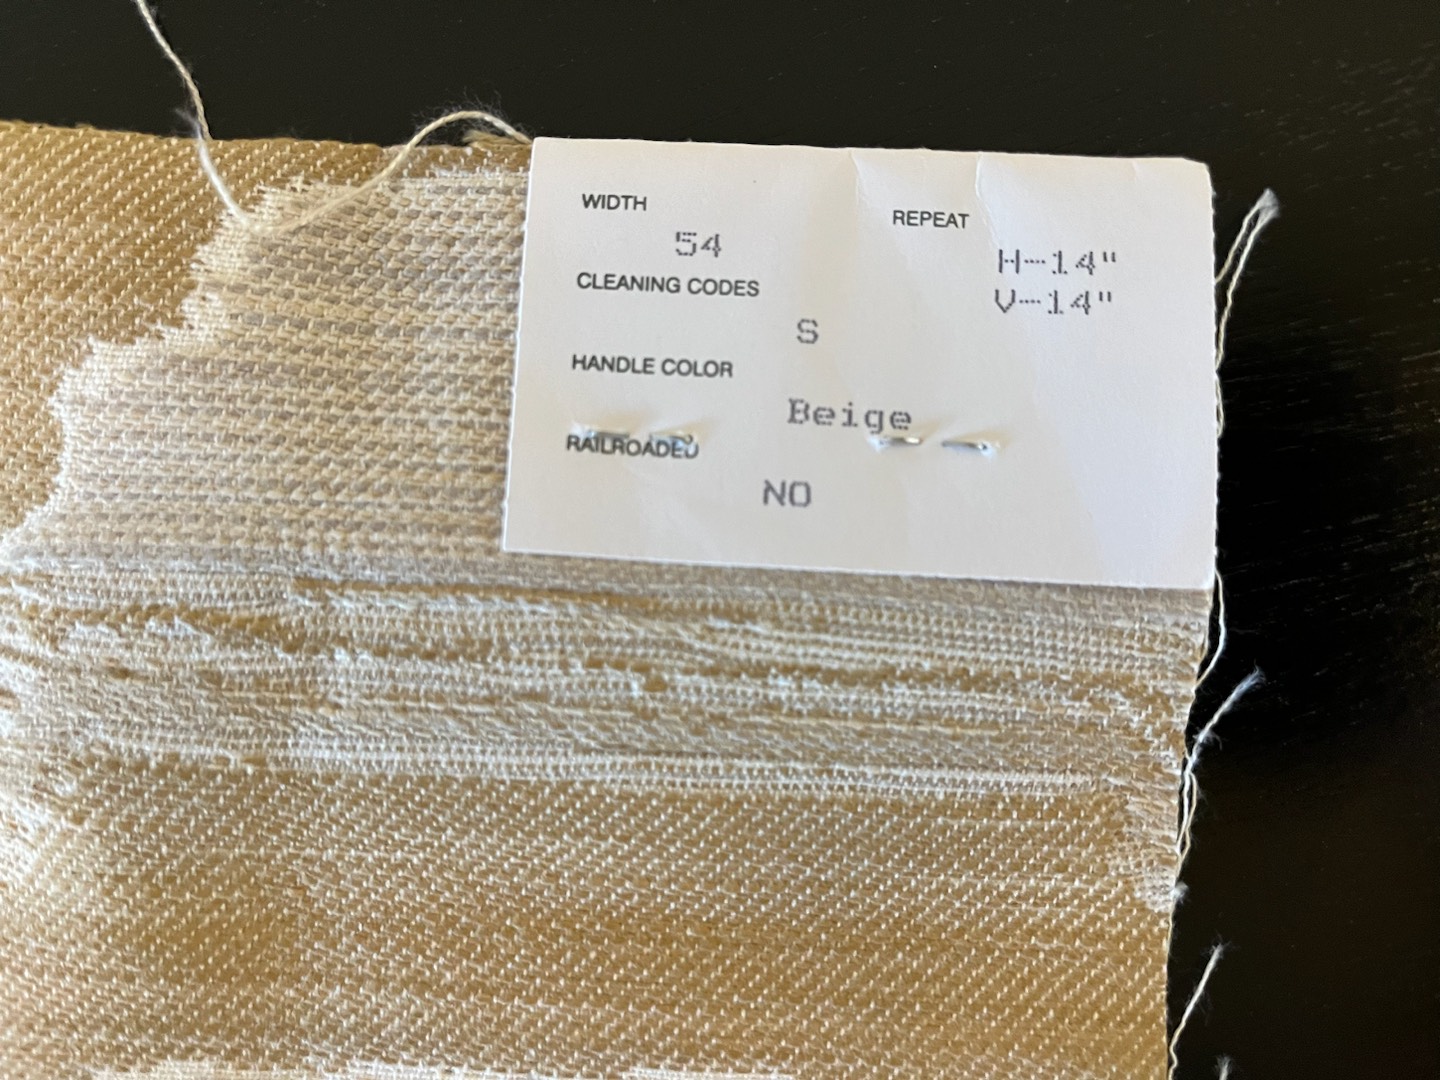 WIDTH
54
REPEAT
H-14"
V-14"
CLEANING CODES
S
HANDLE COLOR
Beige
RAILROADED
NO